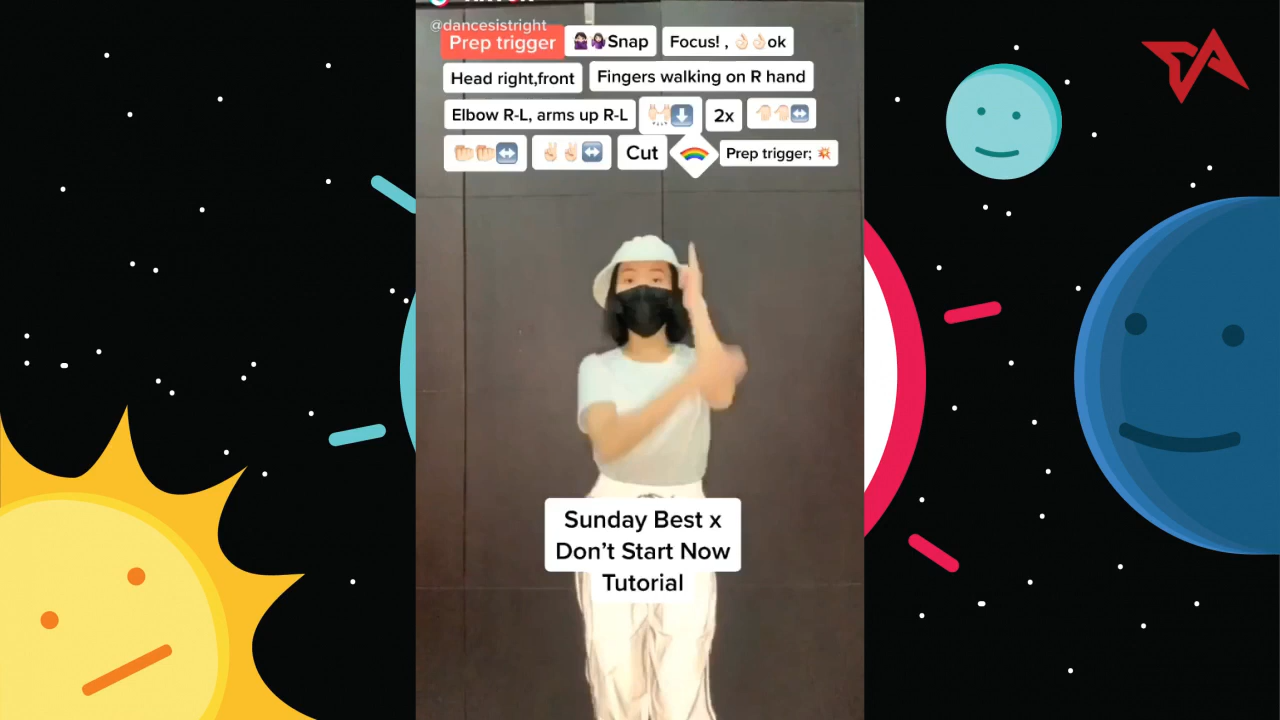 @dancesistright
Prep trigger 🤷🏻‍♀️🤷🏻‍♀️Snap Focus! , 👌🏻👌🏻ok
Head right,front Fingers walking on R hand
Elbow R-L, arms up R-L 🙌🏻⬇️ 2x 👋🏻👋🏻↔️
✊🏻✊🏻↔️ ✌🏻✌🏻↔️ Cut 🌈 Prep trigger; 💥
Sunday Best x
Don’t Start Now
Tutorial